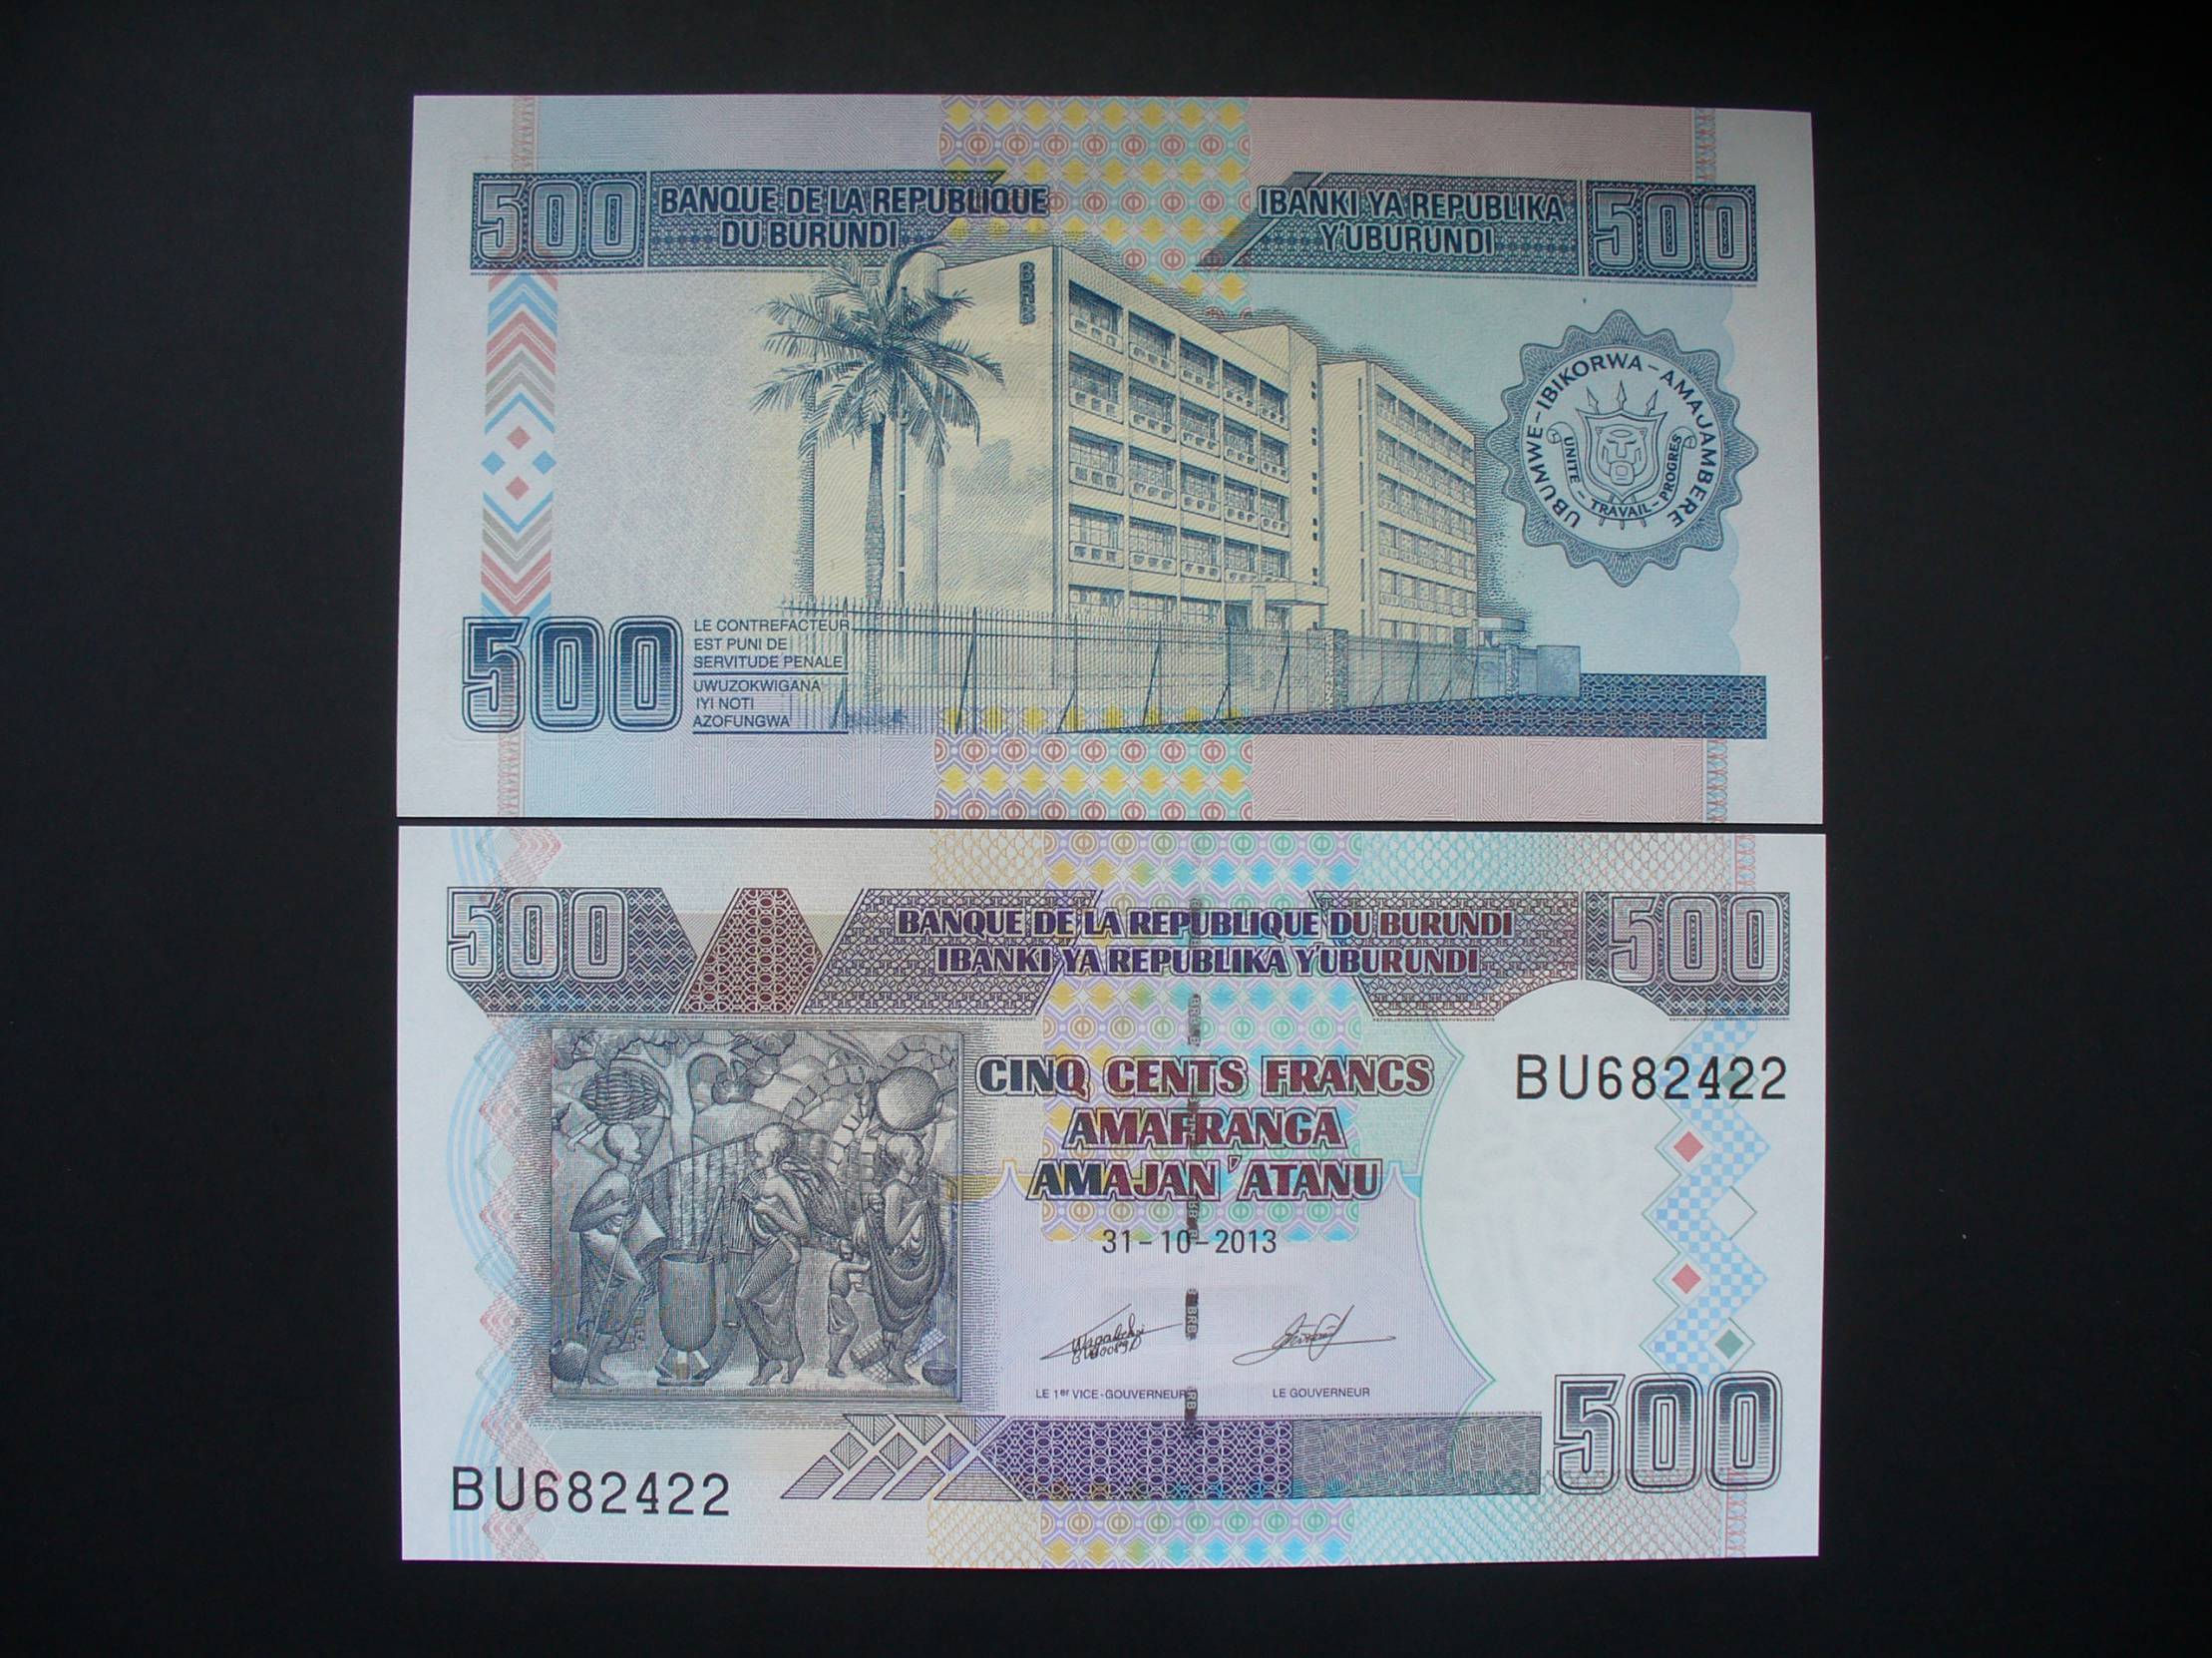 500
BANQUE DE LA REPUBLIQUE
DU BURUNDI
IBANKI YA REPUBLIKA
Y'UBURUNDI
500
BRB
UBUMWE-IBIKORWA-AMAJAMBERE
UNITE - TRAVAIL - PROGRES
500
LE CONTREFACTEUR
EST PUNI DE
SERVITUDE PENALE
UWUZOKWIGANA
IYI NOTI
AZOFUNGWA
500
BANQUE DE LA REPUBLIQUE DU BURUNDI
IBANKI YA REPUBLIKA Y'UBURUNDI
500
CINQ CENTS FRANCS
AMAFRANGA
AMAJAN'ATANU
BU682422
31-10-2013
LE 1er VICE-GOUVERNEUR
LE GOUVERNEUR
BRB
500
BU682422